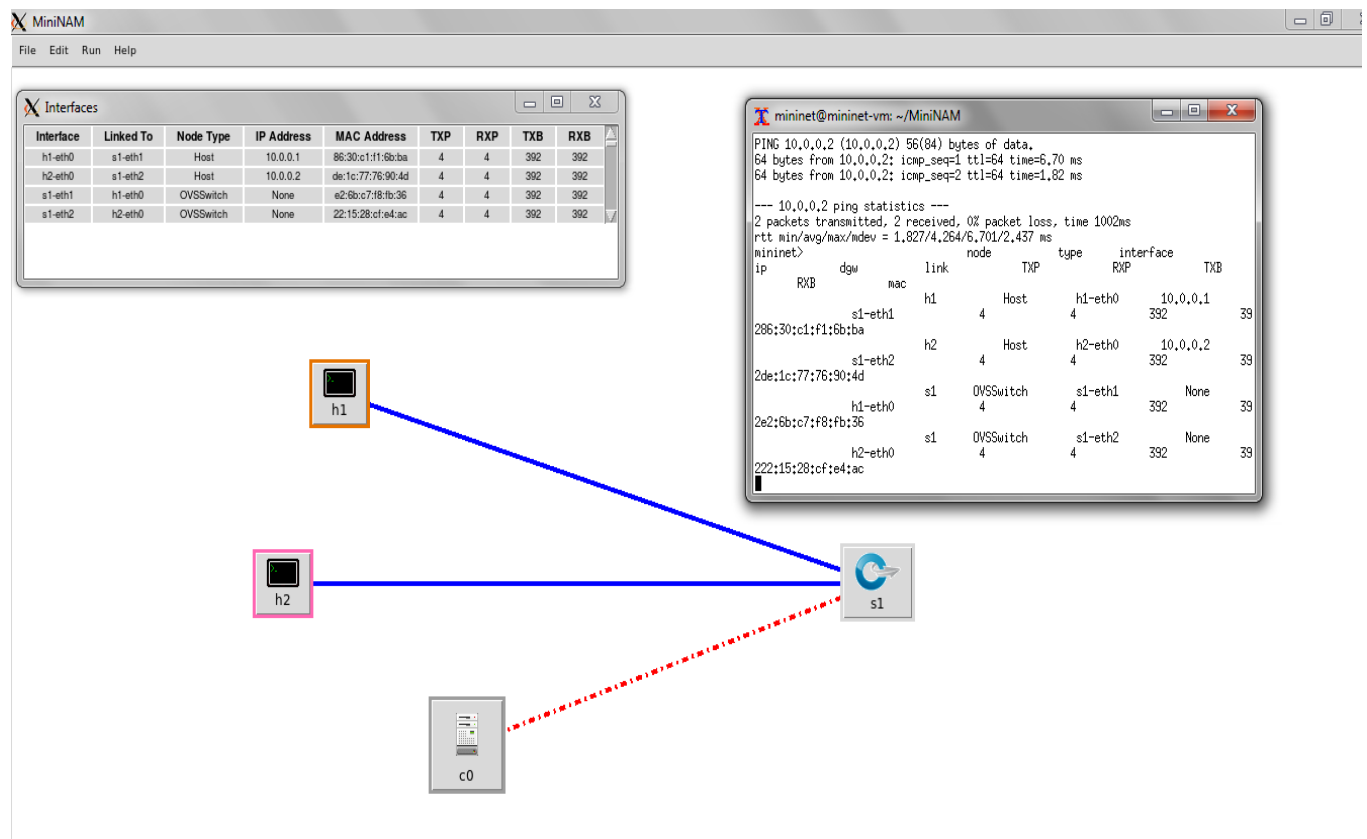 MiniNAM
File Edit Run Help
Interfaces
Interface Linked To Node Type IP Address MAC Address TXP RXP TXB RXB
h1-eth0 s1-eth1 Host 10.0.0.1 86:30:c1:f1:6b:ba 4 4 392 392
h2-eth0 s1-eth2 Host 10.0.0.2 de:1c:77:76:90:4d 4 4 392 392
s1-eth1 h1-eth0 OVSSwitch None e2:6b:c7:f8:fb:36 4 4 392 392
s1-eth2 h2-eth0 OVSSwitch None 22:15:28:cf:e4:ac 4 4 392 392
mininet@mininet-vm: ~/MiniNAM
PING 10.0.0.2 (10.0.0.2) 56(84) bytes of data.
64 bytes from 10.0.0.2: icmp_seq=1 ttl=64 time=6.70 ms
64 bytes from 10.0.0.2: icmp_seq=2 ttl=64 time=1.82 ms
--- 10.0.0.2 ping statistics ---
2 packets transmitted, 2 received, 0% packet loss, time 1002ms
rtt min/avg/max/mdev = 1.827/4.264/6.701/2.437 ms
mininet> node type interface
ip dgw link TXP RXP TXB
RXB mac
h1 Host h1-eth0 10.0.0.1
s1-eth1 4 4 392 39
286:30:c1:f1:6b:ba
h2 Host h2-eth0 10.0.0.2
s1-eth2 4 4 392 39
2de:1c:77:76:90:4d
s1 OVSSwitch s1-eth1 None
h1-eth0 4 4 392 39
2e2:6b:c7:f8:fb:36
s1 OVSSwitch s1-eth2 None
h2-eth0 4 4 392 39
222:15:28:cf:e4:ac
h1
h2
s1
c0